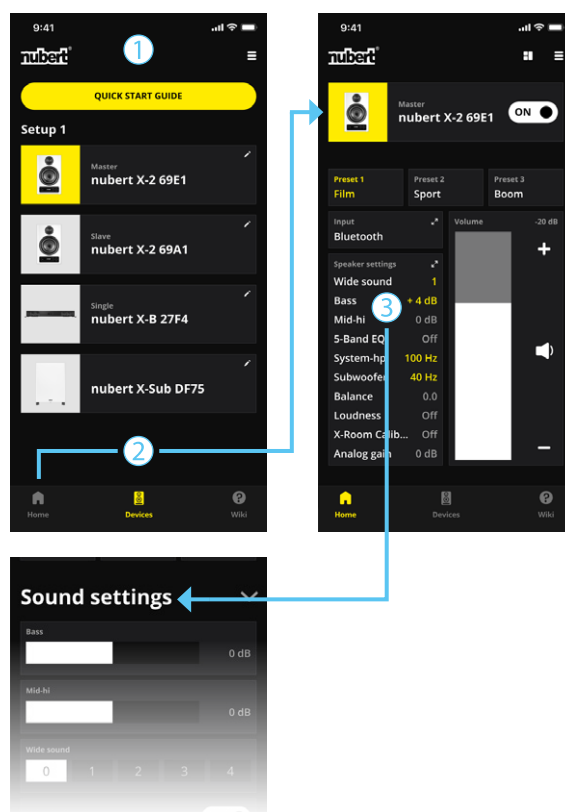 9:41
nubert
1
QUICK START GUIDE
Setup 1
Master
nubert X-2 69E1
Slave
nubert X-2 69A1
Single
nubert X-B 27F4
nubert X-Sub DF75
2
Home
Devices
Wiki
9:41
nubert
Master
nubert X-2 69E1
ON
Preset 1
Film
Preset 2
Sport
Preset 3
Boom
Input
Bluetooth
Speaker settings
Wide sound 1
Bass + 4 dB
3
Mid-hi 0 dB
5-Band EQ Off
System-hp 100 Hz
Subwoofer 40 Hz
Balance 0.0
Loudness Off
X-Room Calib... Off
Analog gain 0 dB
Volume -20 dB
+
−
Home
Devices
Wiki
Sound settings
Bass
0 dB
Mid-hi
0 dB
Wide sound
0 1 2 3 4